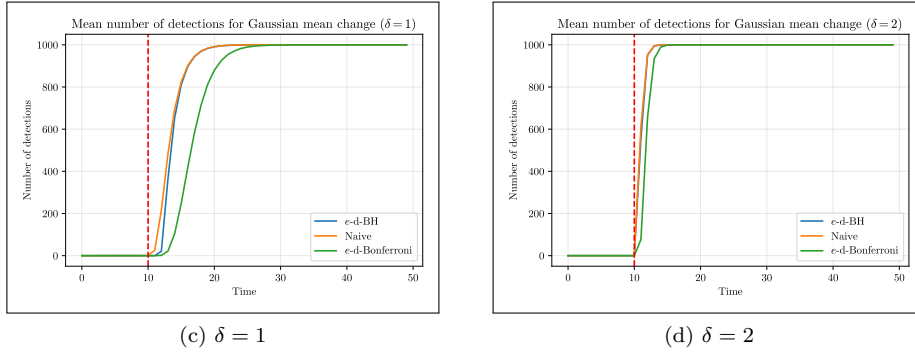 Mean number of detections for Gaussian mean change (δ = 1)
Number of detections
1000
800
600
400
200
0
0 10 20 30 40 50
Time
e-d-BH
Naive
e-d-Bonferroni
(c) δ = 1
Mean number of detections for Gaussian mean change (δ = 2)
Number of detections
1000
800
600
400
200
0
0 10 20 30 40 50
Time
e-d-BH
Naive
e-d-Bonferroni
(d) δ = 2